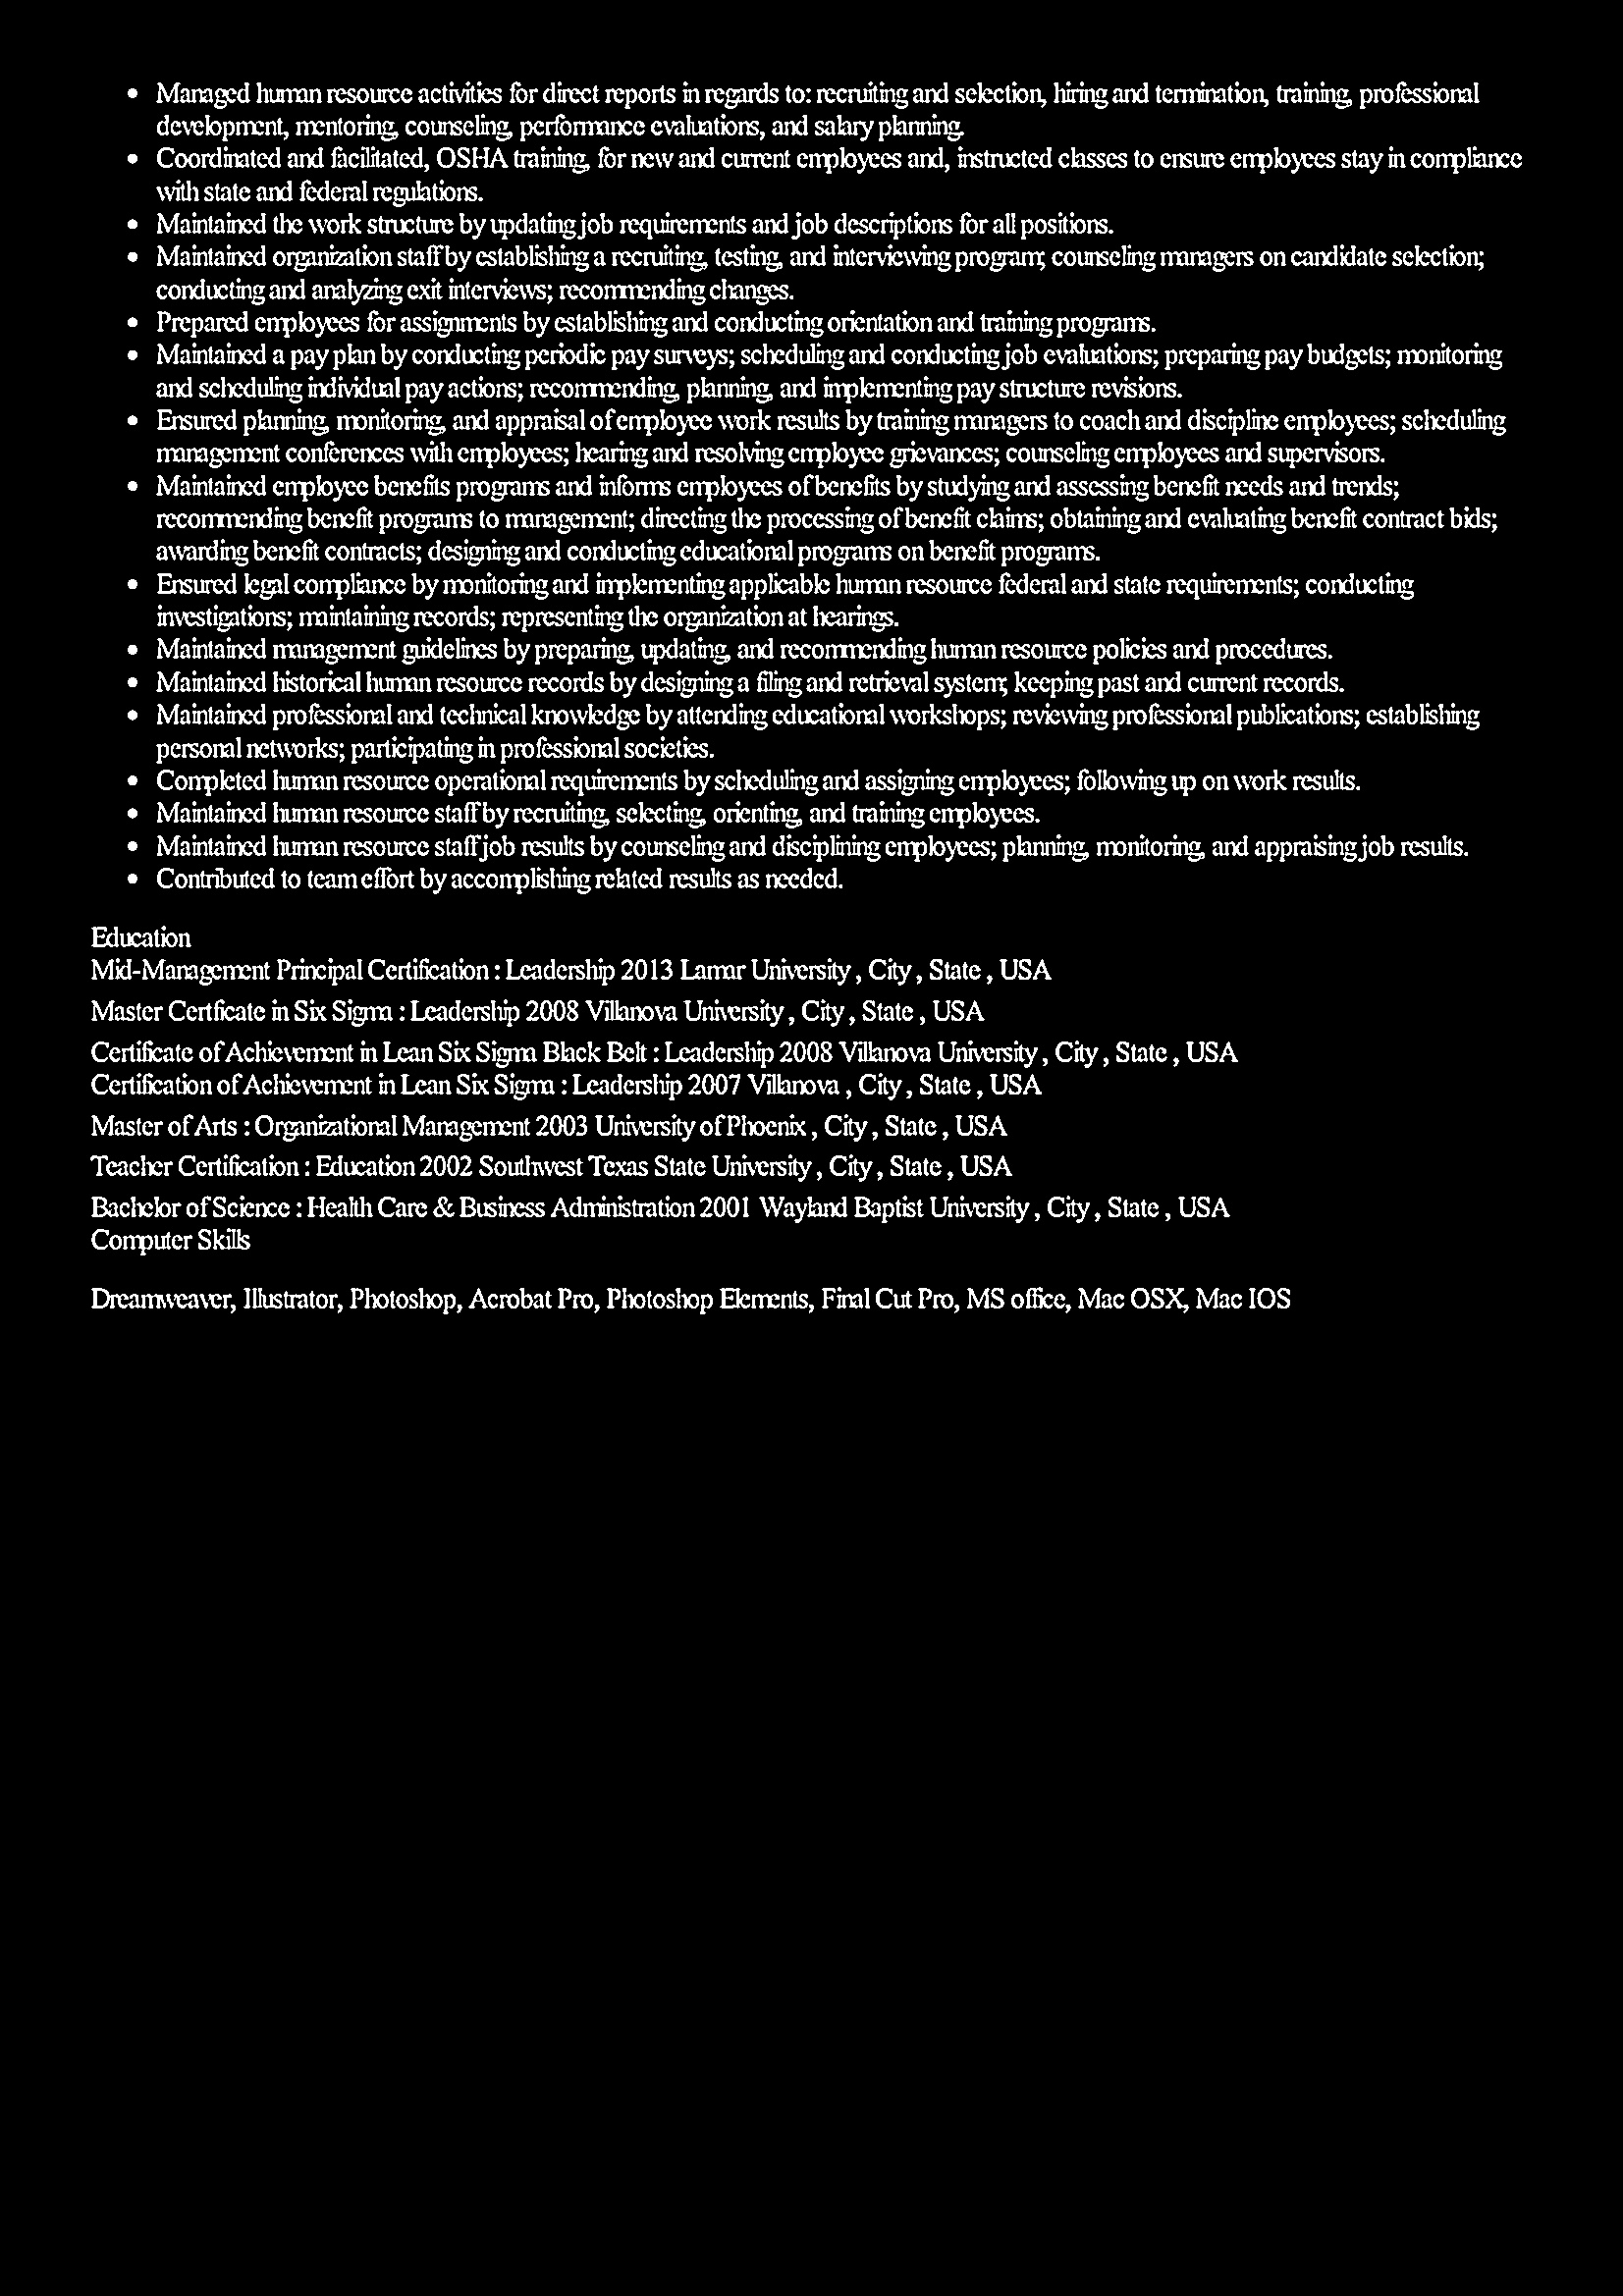 • Managed human resource activities for direct reports in regards to: recruiting and selection, hiring and termination, training, professional
development, mentoring, counseling, performance evaluations, and salary planning.
• Coordinated and facilitated, OSHA training, for new and current employees and, instructed classes to ensure employees stay in compliance
with state and federal regulations.
• Maintained the work structure by updating job requirements and job descriptions for all positions.
• Maintained organization staff by establishing a recruiting, testing, and interviewing program; counseling managers on candidate selection;
conducting and analyzing exit interviews; recommending changes.
• Prepared employees for assignments by establishing and conducting orientation and training programs.
• Maintained a pay plan by conducting periodic pay surveys; scheduling and conducting job evaluations; preparing pay budgets; monitoring
and scheduling individual pay actions; recommending, planning, and implementing pay structure revisions.
• Ensured planning, monitoring, and appraisal of employee work results by training managers to coach and discipline employees; scheduling
management conferences with employees; hearing and resolving employee grievances; counseling employees and supervisors.
• Maintained employee benefits programs and informs employees of benefits by studying and assessing benefit needs and trends;
recommending benefit programs to management; directing the processing of benefit claims; obtaining and evaluating benefit contract bids;
awarding benefit contracts; designing and conducting educational programs on benefit programs.
• Ensured legal compliance by monitoring and implementing applicable human resource federal and state requirements; conducting
investigations; maintaining records; representing the organization at hearings.
• Maintained management guidelines by preparing, updating, and recommending human resource policies and procedures.
• Maintained historical human resource records by designing a filing and retrieval system; keeping past and current records.
• Maintained professional and technical knowledge by attending educational workshops; reviewing professional publications; establishing
personal networks; participating in professional societies.
• Completed human resource operational requirements by scheduling and assigning employees; following up on work results.
• Maintained human resource staff by recruiting, selecting, orienting, and training employees.
• Maintained human resource staff job results by counseling and disciplining employees; planning, monitoring, and appraising job results.
• Contributed to team effort by accomplishing related results as needed.
Education
Mid-Management Principal Certification : Leadership 2013 Lamar University , City , State , USA
Master Certficate in Six Sigma : Leadership 2008 Villanova University , City , State , USA
Certificate of Achievement in Lean Six Sigma Black Belt : Leadership 2008 Villanova University , City , State , USA
Certification of Achievement in Lean Six Sigma : Leadership 2007 Villanova , City , State , USA
Master of Arts : Organizational Management 2003 University of Phoenix , City , State , USA
Teacher Certification : Education 2002 Southwest Texas State University , City , State , USA
Bachelor of Science : Health Care & Business Administration 2001 Wayland Baptist University , City , State , USA
Computer Skills
Dreamweaver, Illustrator, Photoshop, Acrobat Pro, Photoshop Elements, Final Cut Pro, MS office, Mac OSX, Mac IOS